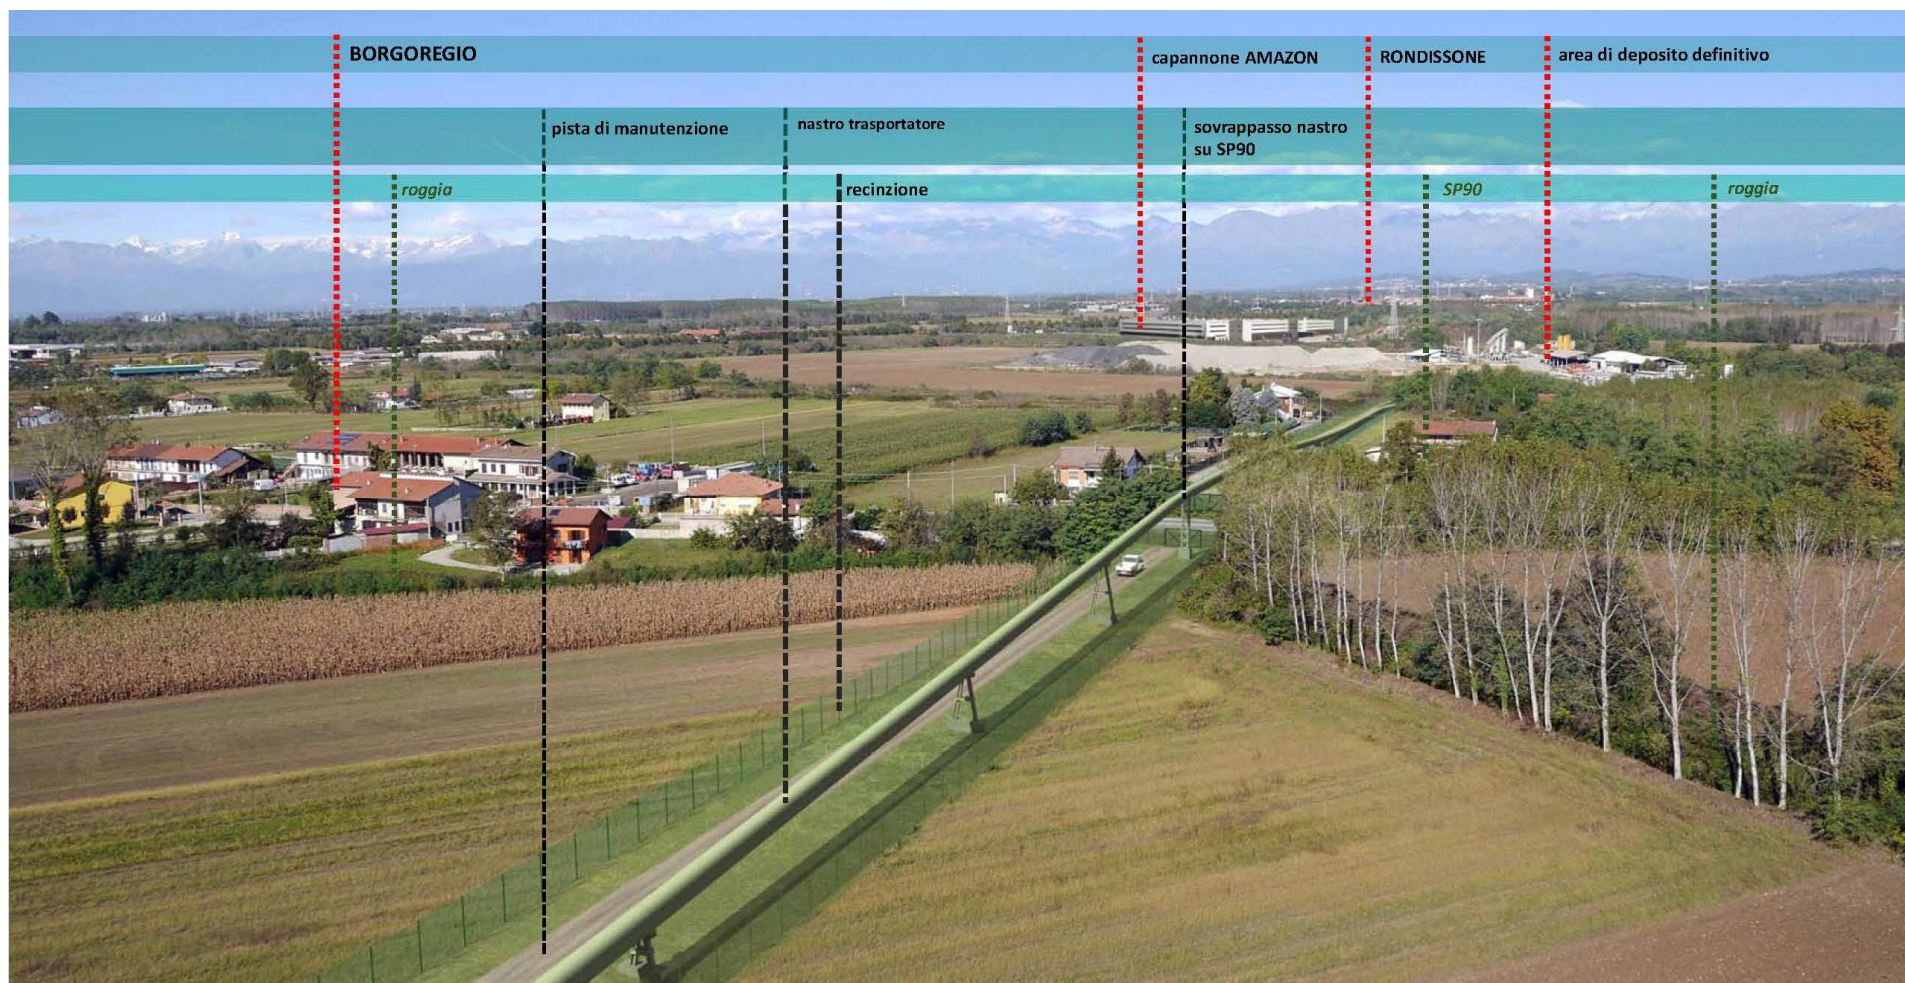 BORGOREGIO
capannone AMAZON
RONDISSONE
area di deposito definitivo
pista di manutenzione
nastro trasportatore
sovrappasso nastro
su SP90
roggia
recinzione
SP90
roggia